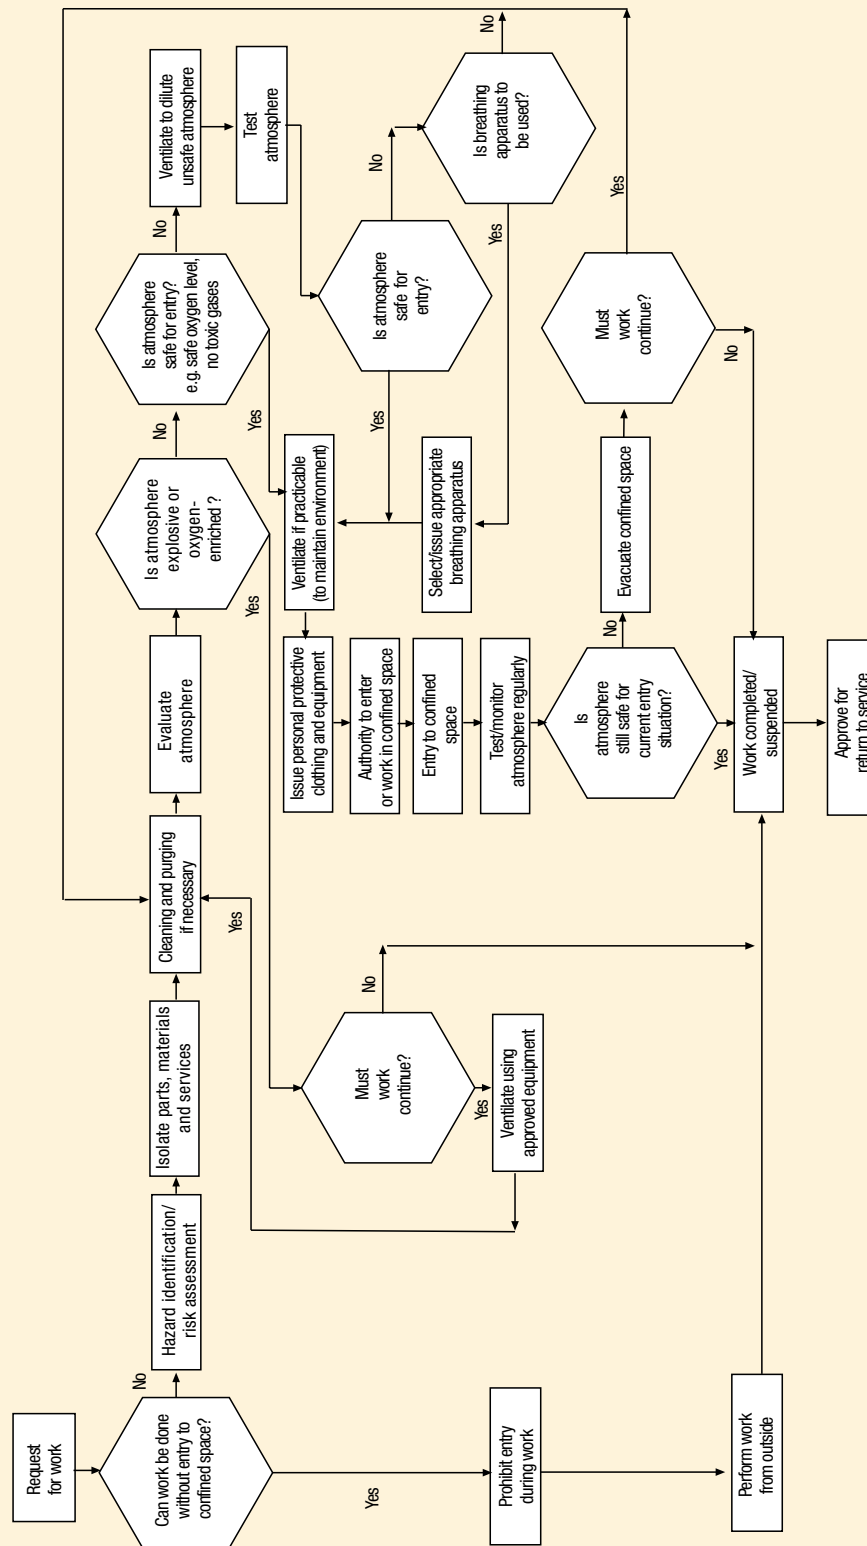 Request
for work
Can work be done
without entry to
confined space?
No
Yes
Hazard identification/
risk assessment
Isolate parts, materials
and services
Cleaning and purging
if necessary
Evaluate
atmosphere
Is atmosphere
explosive or
oxygen-
enriched ?
No
Yes
Is atmosphere
safe for entry?
e.g. safe oxygen level,
no toxic gases
No
Yes
Ventilate to dilute
unsafe atmosphere
Test
atmosphere
Is atmosphere
safe for
entry?
No
Yes
Is breathing
apparatus to
be used?
No
Yes
Select/issue appropriate
breathing apparatus
Ventilate if practicable
(to maintain environment)
Issue personal protective
clothing and equipment
Authority to enter
or work in confined space
Entry to confined
space
Test/monitor
atmosphere regularly
Is
atmosphere
still safe for
current entry
situation?
No
Yes
Evacuate confined space
Must
work
continue?
Yes
No
Must
work
continue?
No
Yes
Ventilate using
approved equipment
Yes
Prohibit entry
during work
Perform work
from outside
Work completed/
suspended
Approve for
return to service